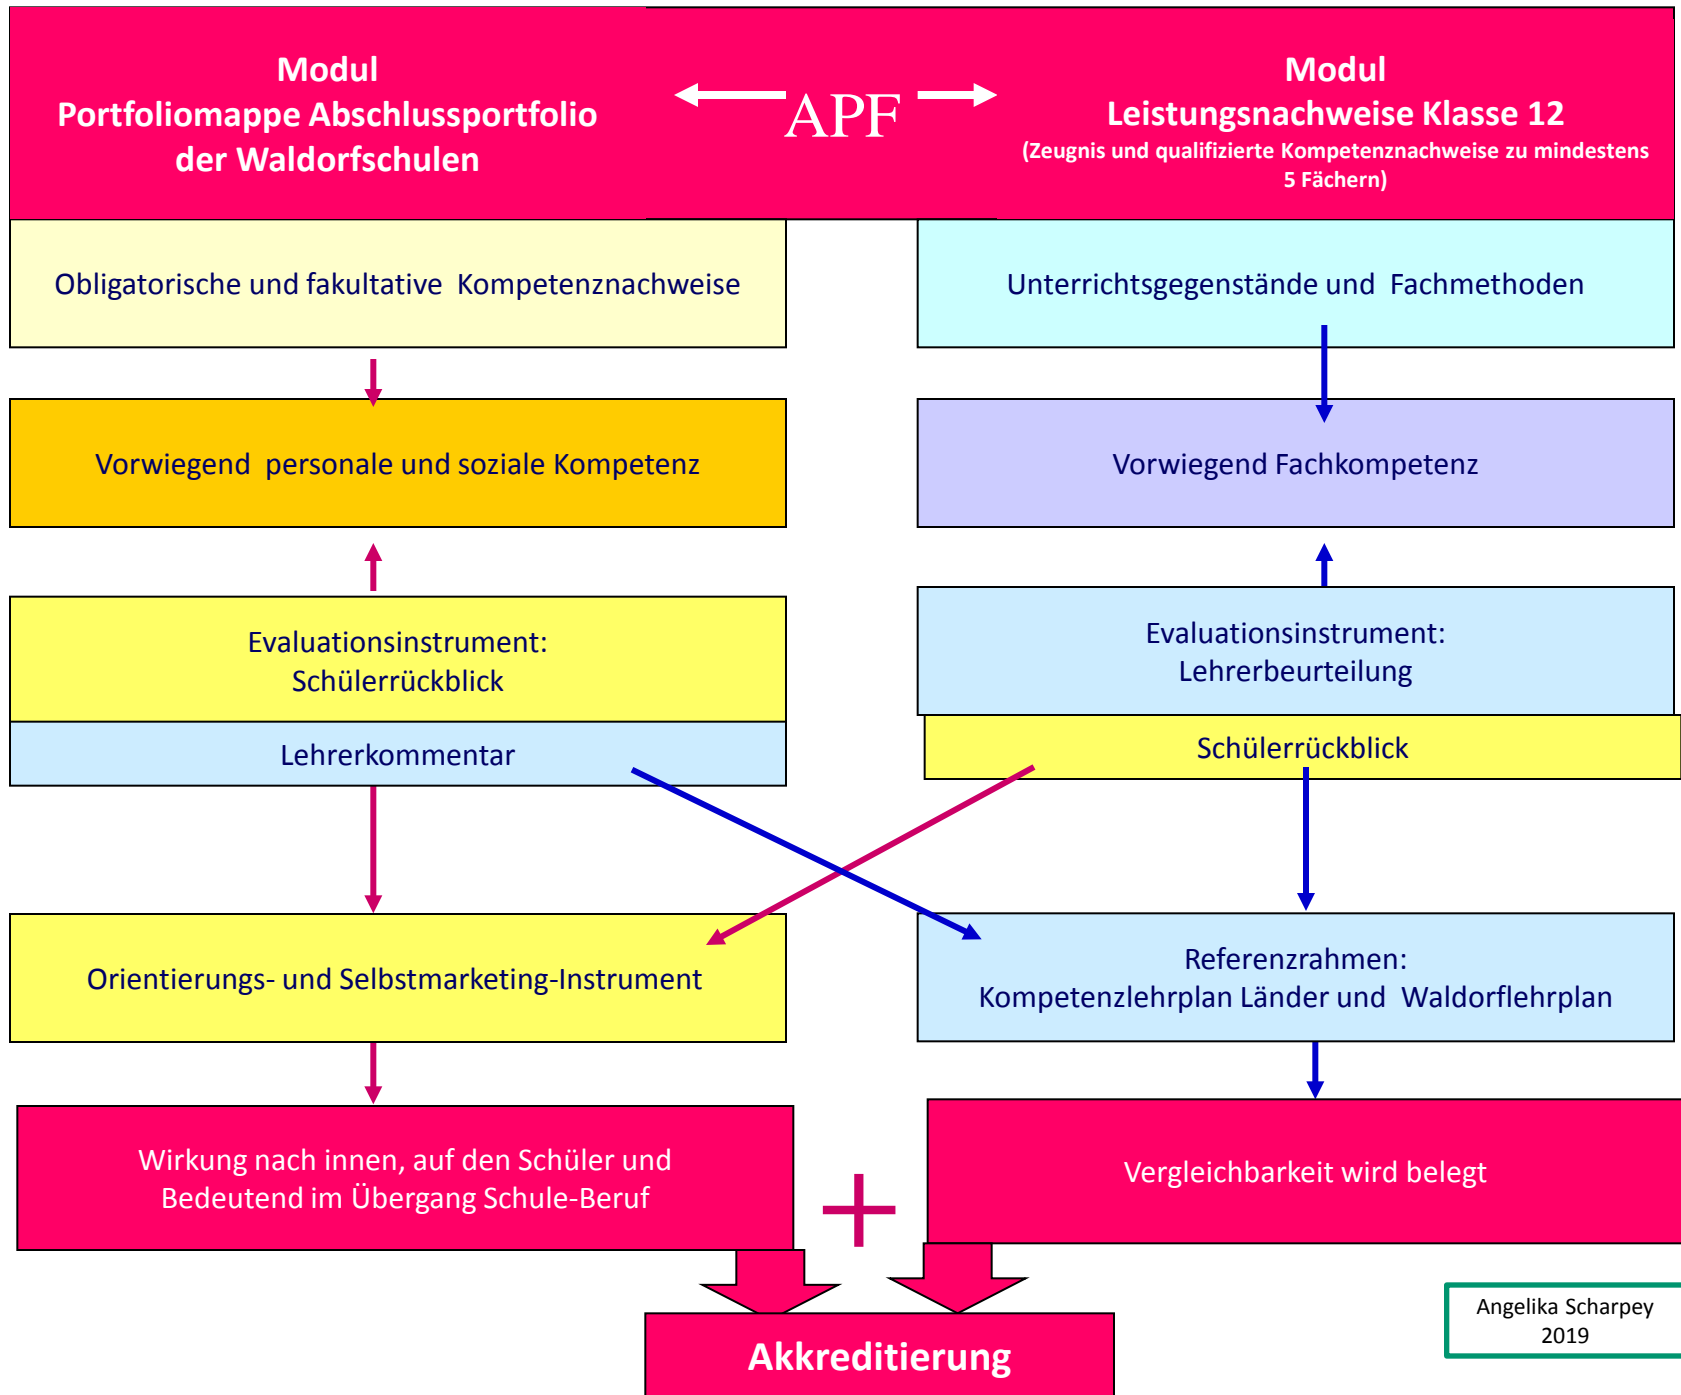 Modul
Portfoliomappe Abschlussportfolio
der Waldorfschulen
APF
Modul
Leistungsnachweise Klasse 12
(Zeugnis und qualifizierte Kompetenznachweise zu mindestens
5 Fächern)
Obligatorische und fakultative Kompetenznachweise
Unterrichtsgegenstände und Fachmethoden
Vorwiegend personale und soziale Kompetenz
Vorwiegend Fachkompetenz
Evaluationsinstrument:
Schülerrückblick
Lehrerkommentar
Evaluationsinstrument:
Lehrerbeurteilung
Schülerrückblick
Orientierungs- und Selbstmarketing-Instrument
Referenzrahmen:
Kompetenzlehrplan Länder und Waldorflehrplan
Wirkung nach innen, auf den Schüler und
Bedeutend im Übergang Schule-Beruf
+
Vergleichbarkeit wird belegt
Akkreditierung
Angelika Scharpey
2019